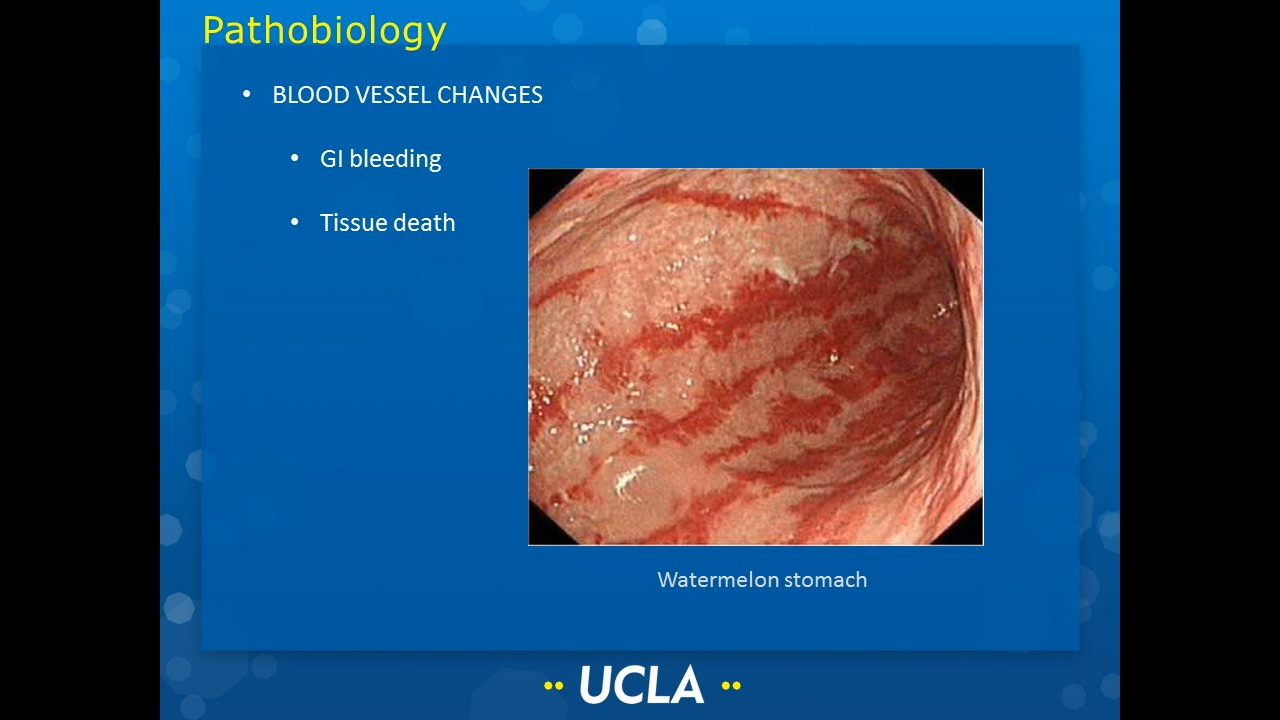 Pathobiology
• BLOOD VESSEL CHANGES
• GI bleeding
• Tissue death
Watermelon stomach
UCLA